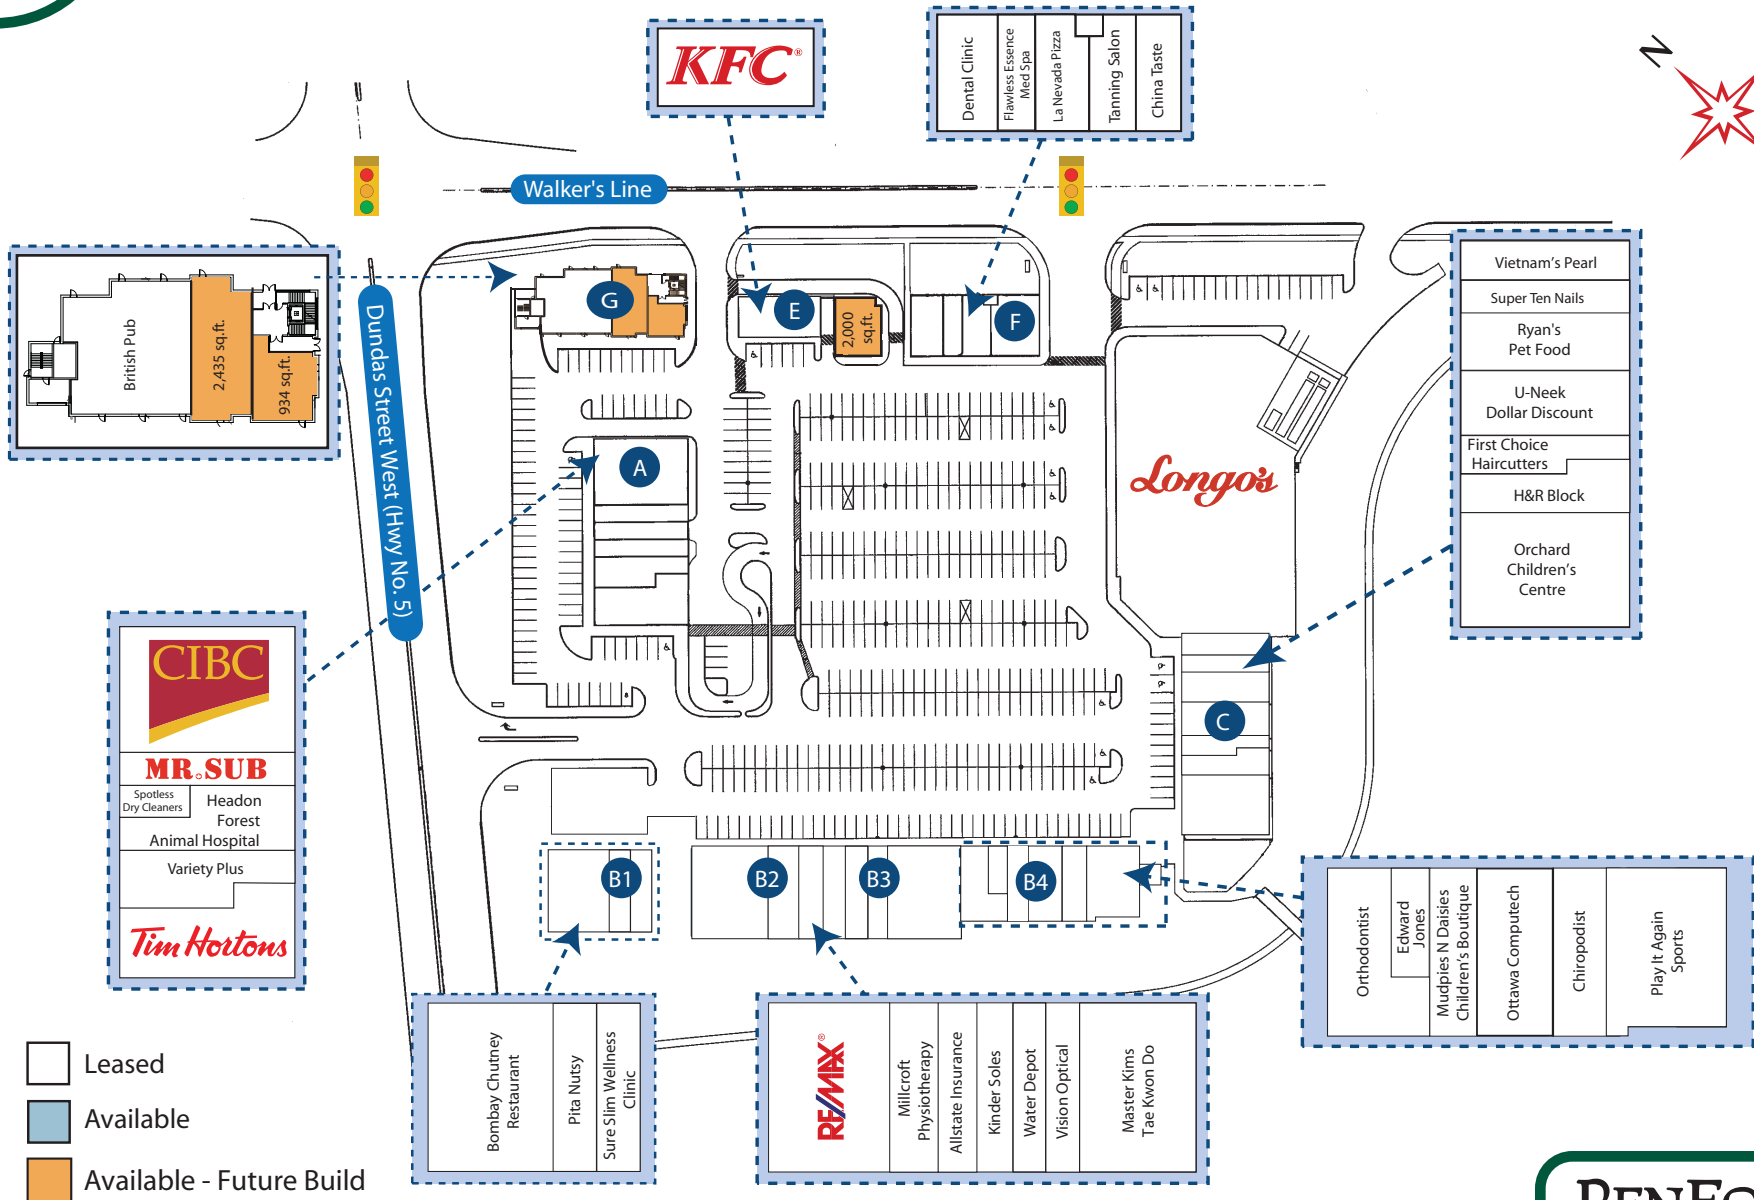 KFC®
Dental Clinic
Flawless Essence
Med Spa
La Nevada Pizza
Tanning Salon
China Taste
N
Walker's Line
British Pub
2,435 sq.ft.
934 sq.ft.
Dundas Street West (Hwy No. 5)
G
E
2,000
sq.ft.
F
A
Longo's
C
B1
B2
B3
B4
Vietnam's Pearl
Super Ten Nails
Ryan's
Pet Food
U-Neek
Dollar Discount
First Choice
Haircutters
H&R Block
Orchard
Children's
Centre
CIBC
MR.SUB
Spotless
Dry Cleaners
Headon
Forest
Animal Hospital
Variety Plus
Tim Hortons
Orthodontist
Edward
Jones
Mudpies N Daisies
Children's Boutique
Ottawa Computech
Chiropodist
Play It Again
Sports
Bombay Chutney
Restaurant
Pita Nutsy
Sure Slim Wellness
Clinic
RE/MAX®
Millcroft
Physiotherapy
Allstate Insurance
Kinder Soles
Water Depot
Vision Optical
Master Kims
Tae Kwon Do
Leased
Available
Available - Future Build